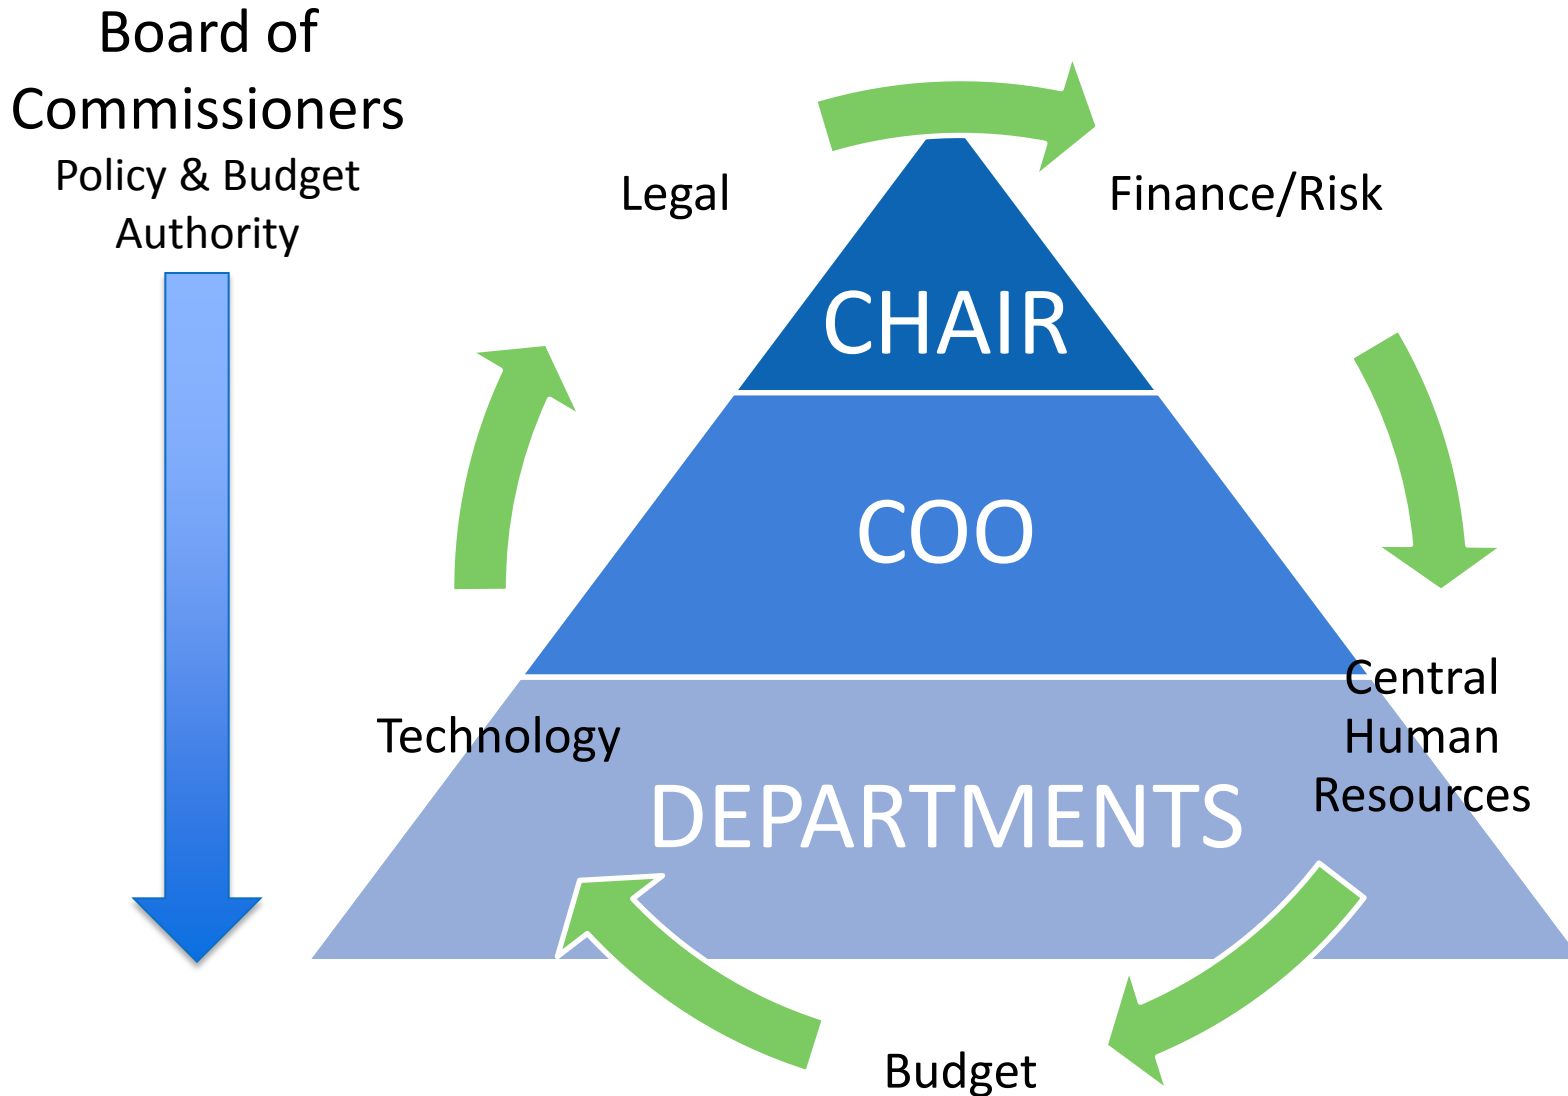 Board of
Commissioners
Policy & Budget
Authority
Legal
Finance/Risk
CHAIR
COO
Central
Human
Resources
Technology
DEPARTMENTS
Budget